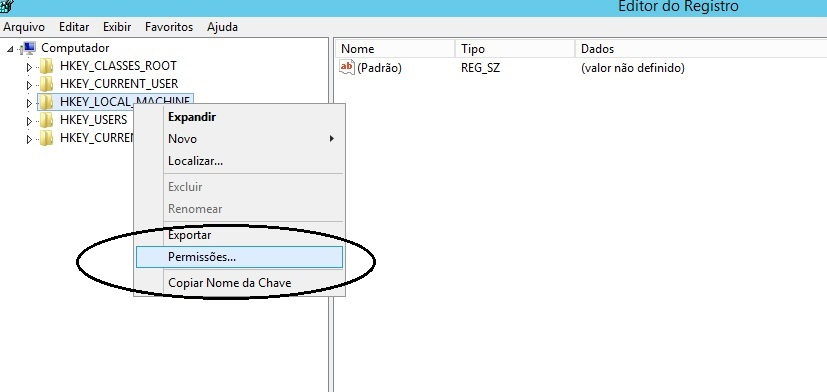 Editor do Registro
Arquivo Editar Exibir Favoritos Ajuda
Computador
HKEY_CLASSES_ROOT
HKEY_CURRENT_USER
HKEY_LOCAL_MACHINE
HKEY_USERS
HKEY_CURREN
Nome Tipo Dados
ab (Padrão) REG_SZ (valor não definido)
Expandir
Novo
Localizar...
Excluir
Renomear
Exportar
Permissões...
Copiar Nome da Chave